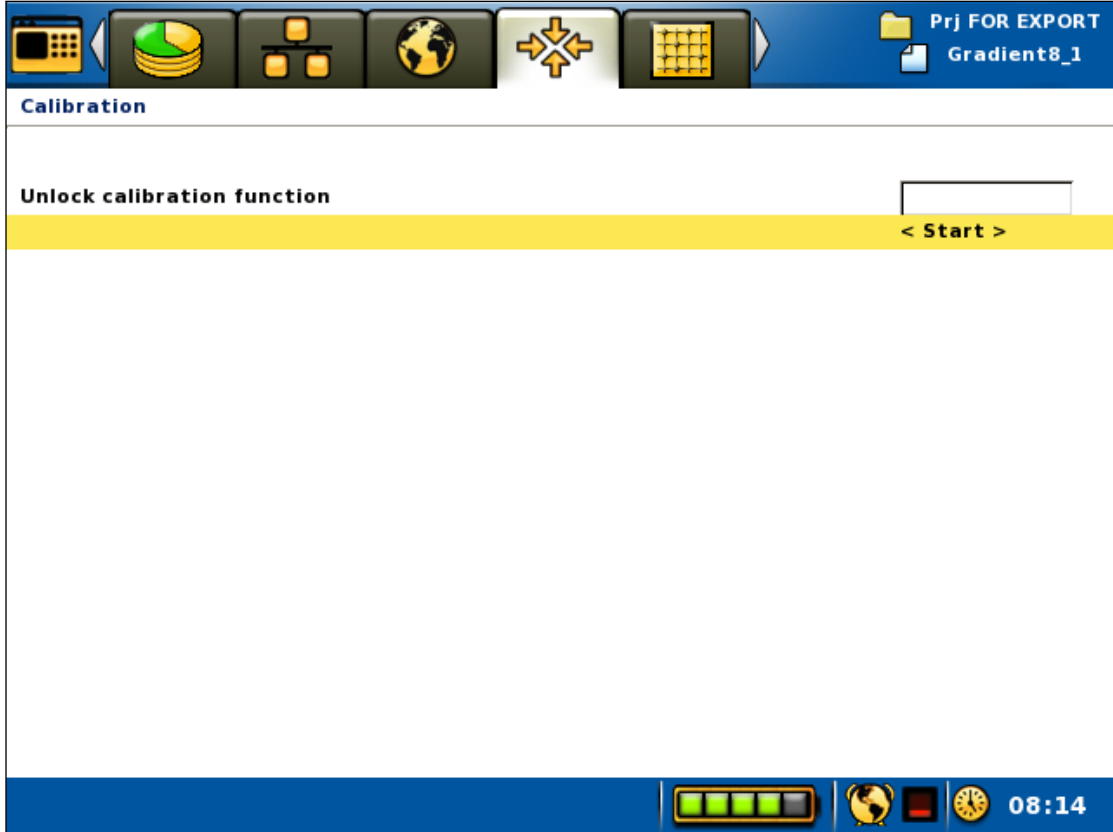 Prj FOR EXPORT
Gradient8_1
Calibration
Unlock calibration function
< Start >
08:14